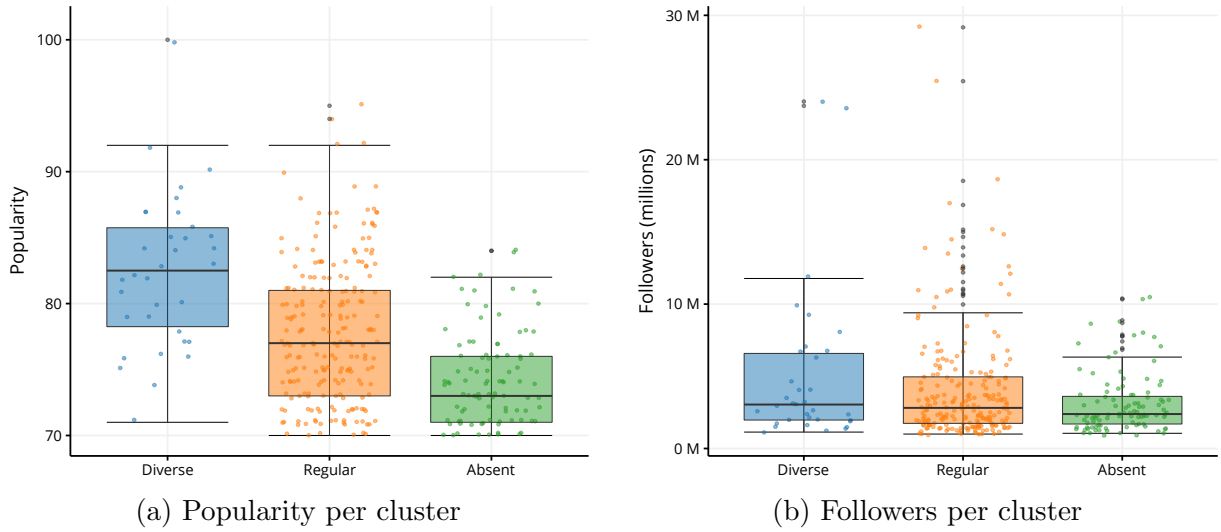 100
90
80
70
Popularity
Diverse Regular Absent
(a) Popularity per cluster
30 M
20 M
10 M
0 M
Followers (millions)
Diverse Regular Absent
(b) Followers per cluster